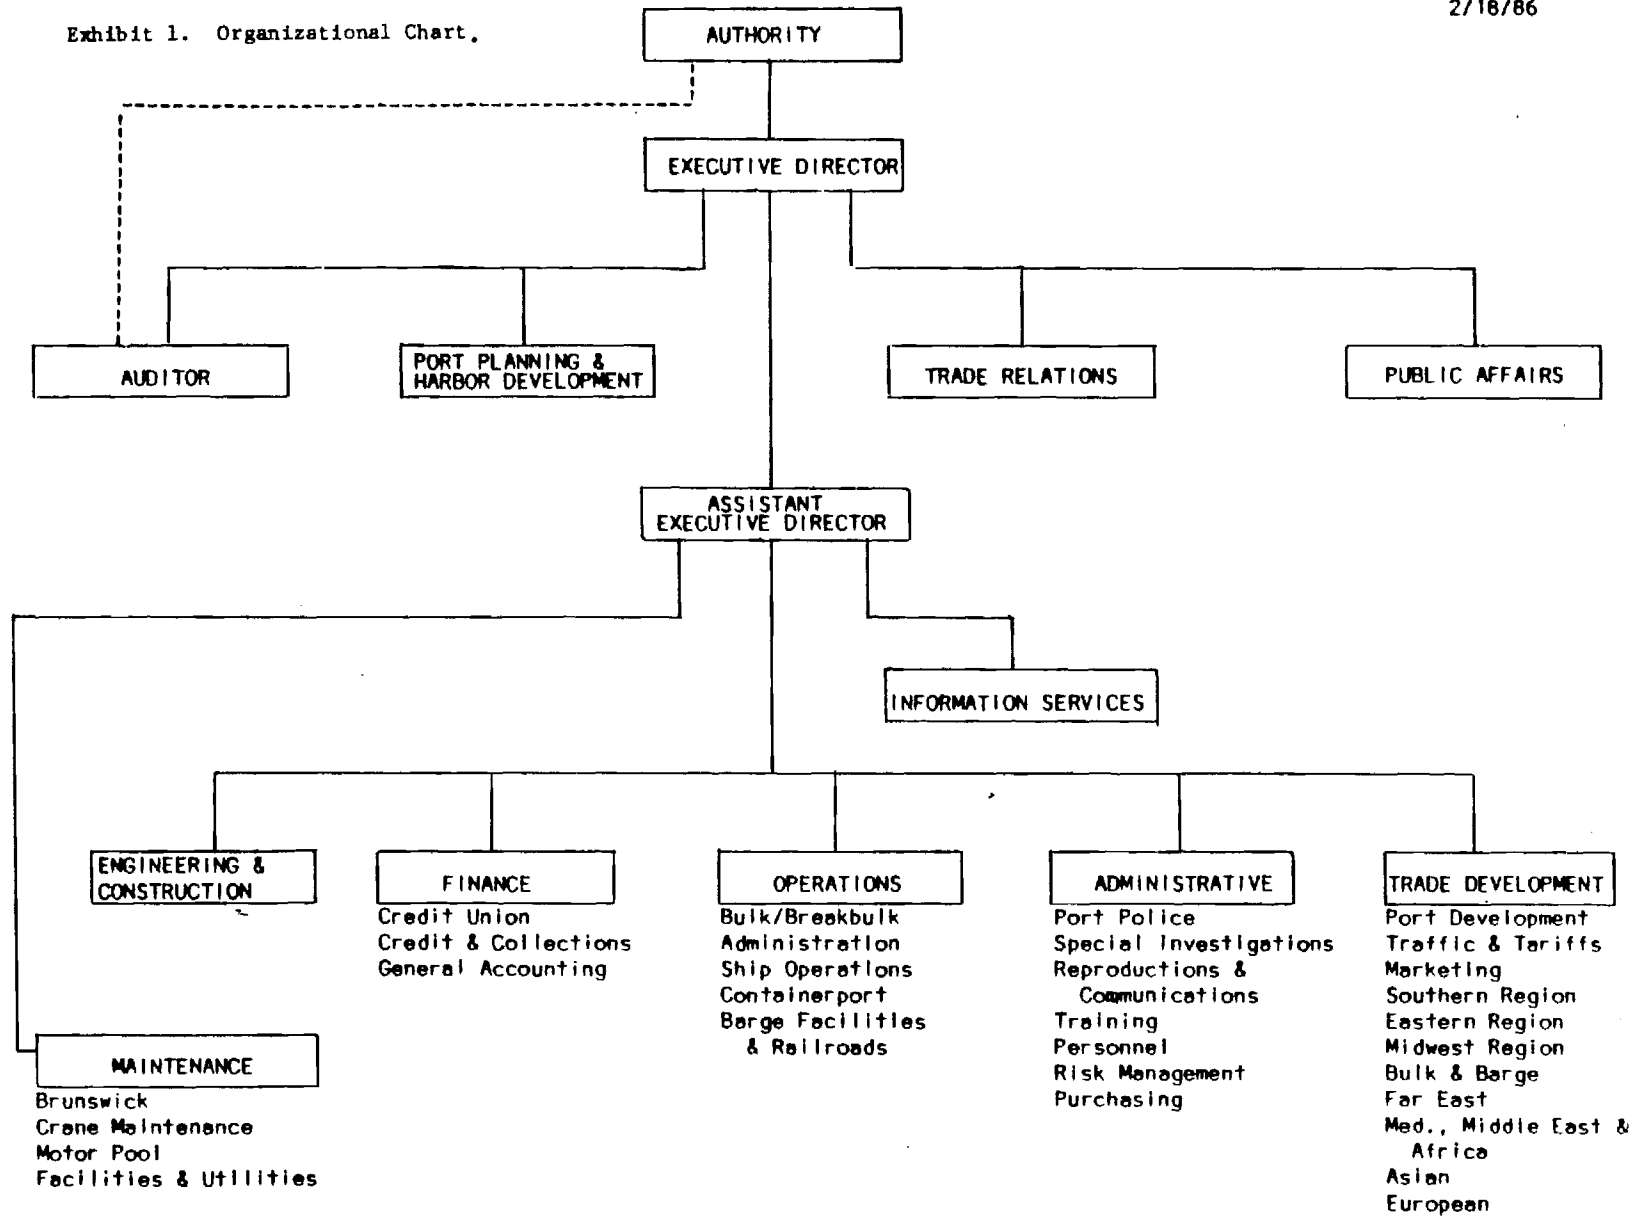 2/18/86
Exhibit 1. Organizational Chart.
AUTHORITY
EXECUTIVE DIRECTOR
AUDITOR
PORT PLANNING &
HARBOR DEVELOPMENT
TRADE RELATIONS
PUBLIC AFFAIRS
ASSISTANT
EXECUTIVE DIRECTOR
INFORMATION SERVICES
ENGINEERING &
CONSTRUCTION
FINANCE
Credit Union
Credit & Collections
General Accounting
OPERATIONS
Bulk/Breakbulk
Administration
Ship Operations
Containerport
Barge Facilities
& Railroads
ADMINISTRATIVE
Port Police
Special Investigations
Reproductions &
Communications
Training
Personnel
Risk Management
Purchasing
TRADE DEVELOPMENT
Port Development
Traffic & Tariffs
Marketing
Southern Region
Eastern Region
Midwest Region
Bulk & Barge
Far East
Med., Middle East &
Africa
Asian
European
MAINTENANCE
Brunswick
Crane Maintenance
Motor Pool
Facilities & Utilities